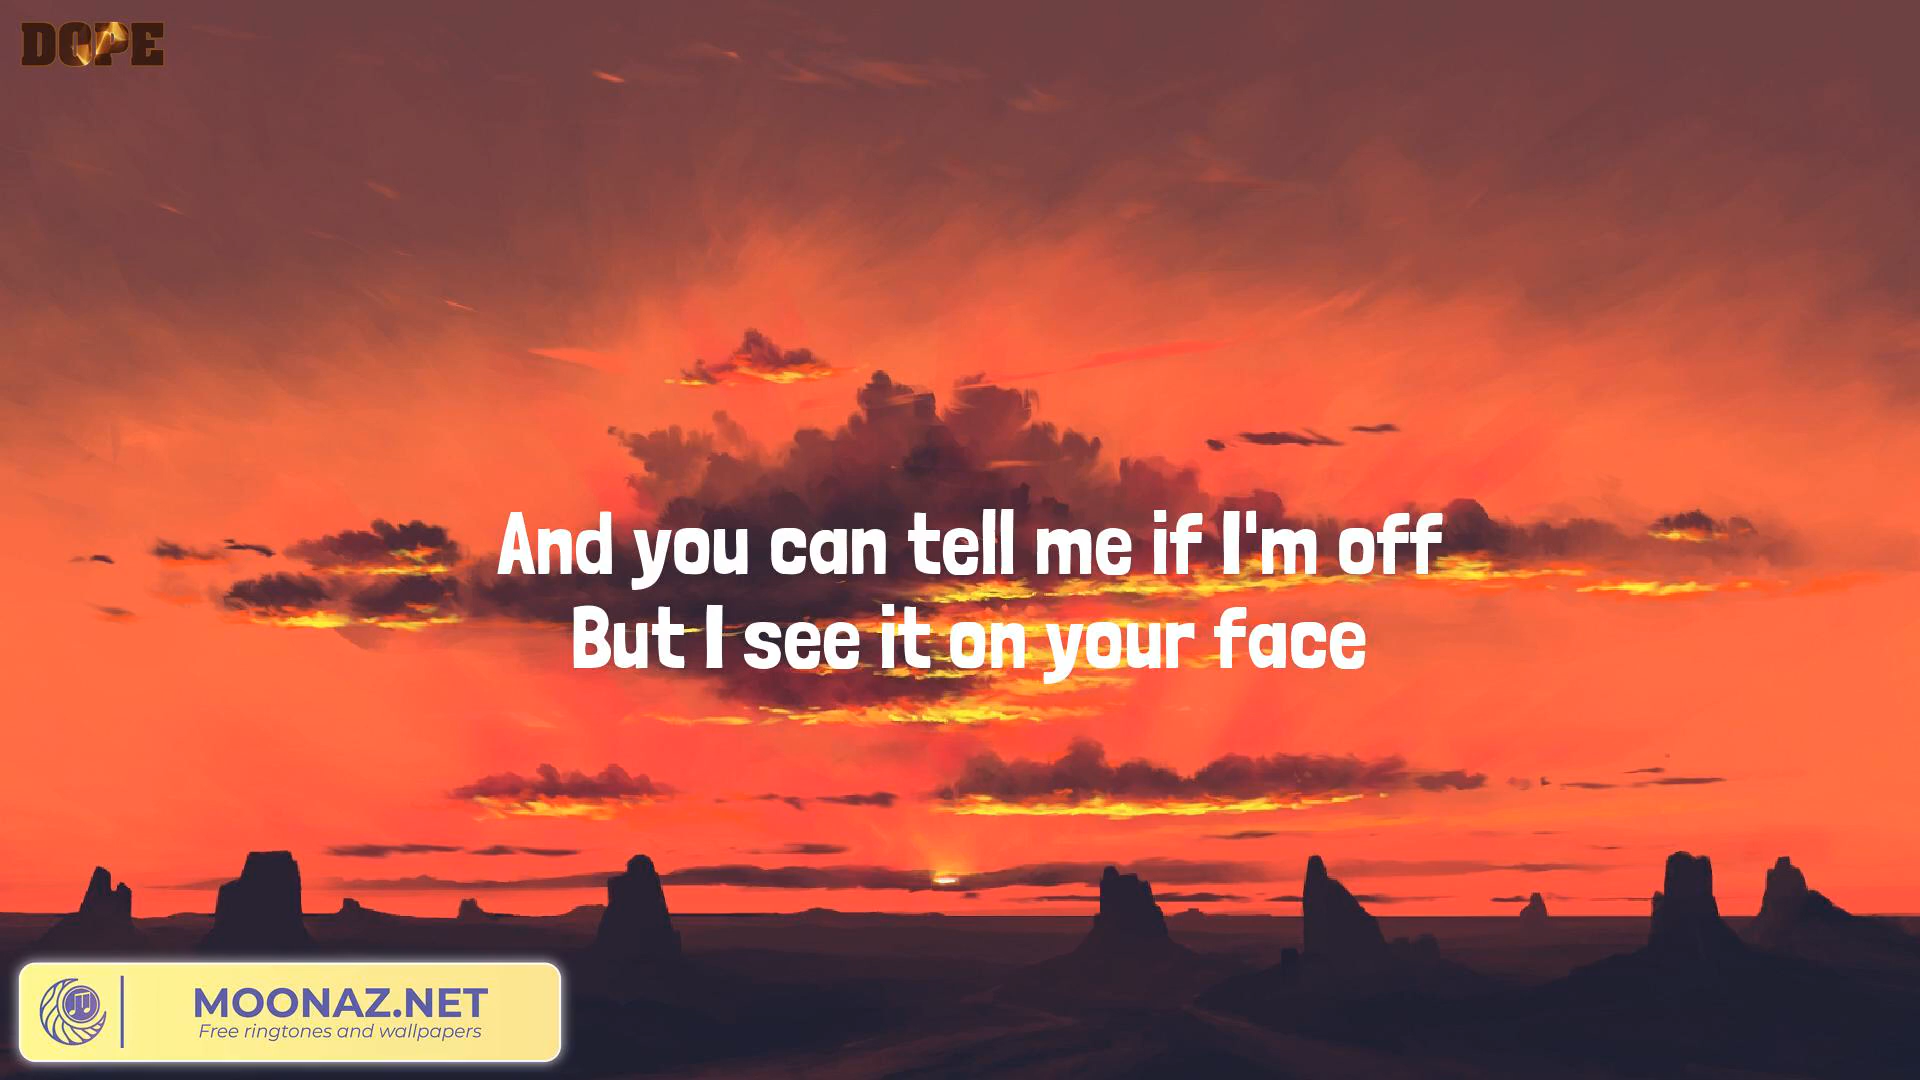 DOPE
And you can tell me if I'm off
But I see it on your face
MOONAZ.NET
Free ringtones and wallpapers